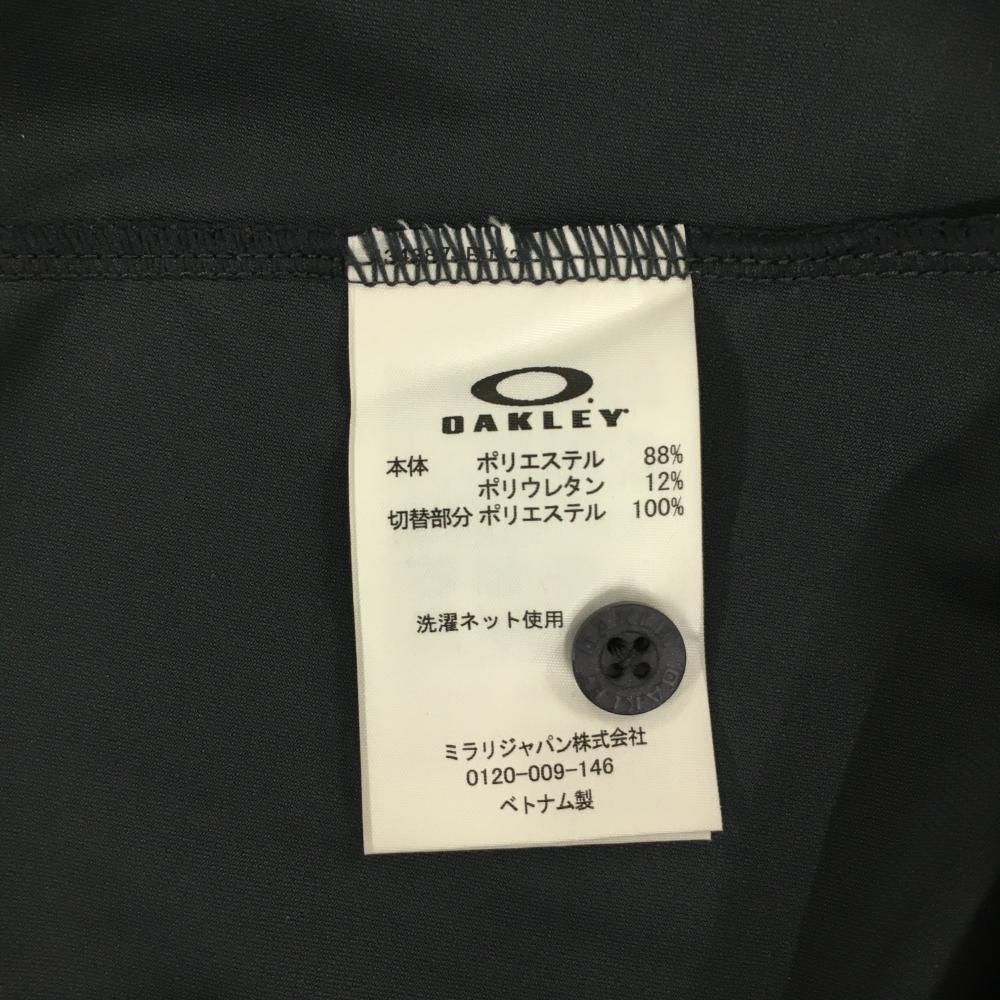 OAKLEY
本体 ポリエステル 88%
ポリウレタン 12%
切替部分 ポリエステル 100%
洗濯ネット使用
OAKLEY OAKLEY
ミラリジャパン株式会社
0120-009-146
ベトナム製